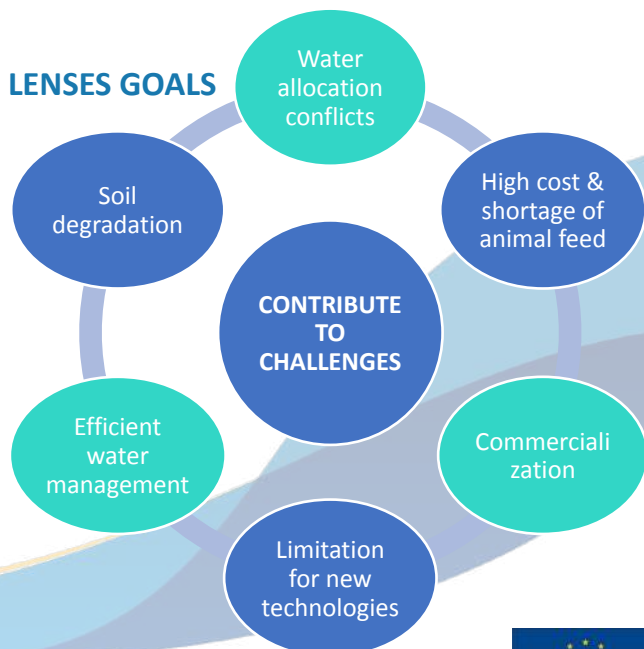 LENSES GOALS
Water
allocation
conflicts
High cost &
shortage of
animal feed
Commerciali
zation
Limitation
for new
technologies
Efficient
water
management
Soil
degradation
CONTRIBUTE
TO
CHALLENGES